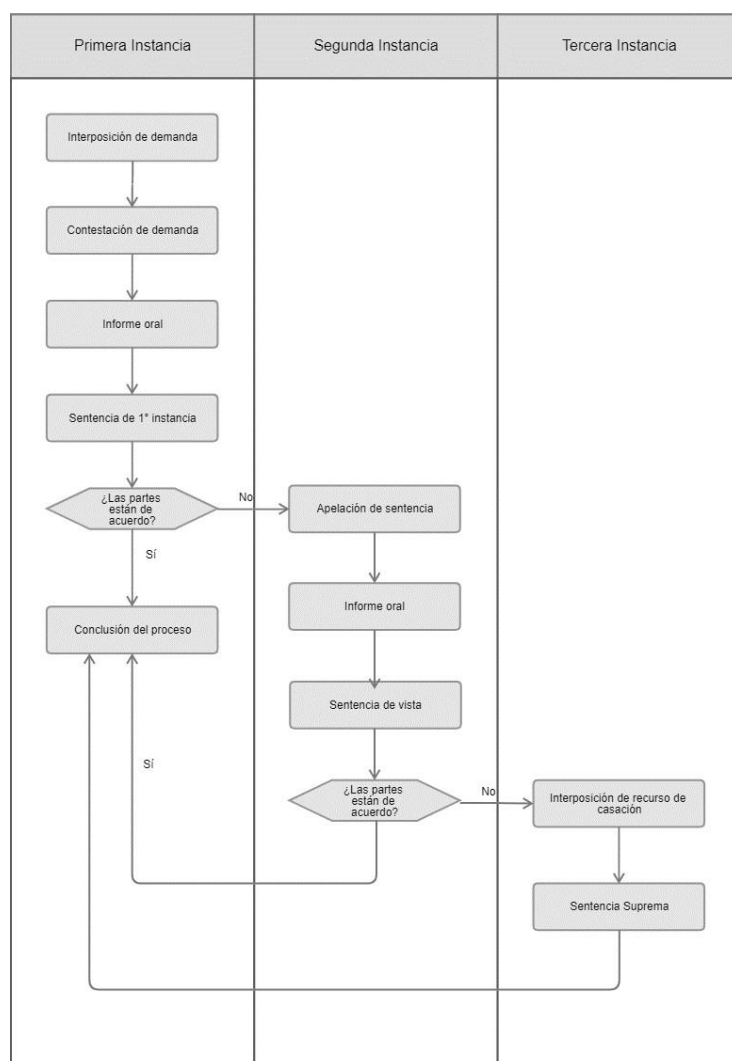 Primera Instancia
Segunda Instancia
Tercera Instancia
Interposición de demanda
Contestación de demanda
Informe oral
Sentencia de 1° instancia
¿Las partes
están de
acuerdo?
No
Sí
Conclusión del proceso
Apelación de sentencia
Informe oral
Sentencia de vista
¿Las partes
están de
acuerdo?
No
Sí
Interposición de recurso de
casación
Sentencia Suprema